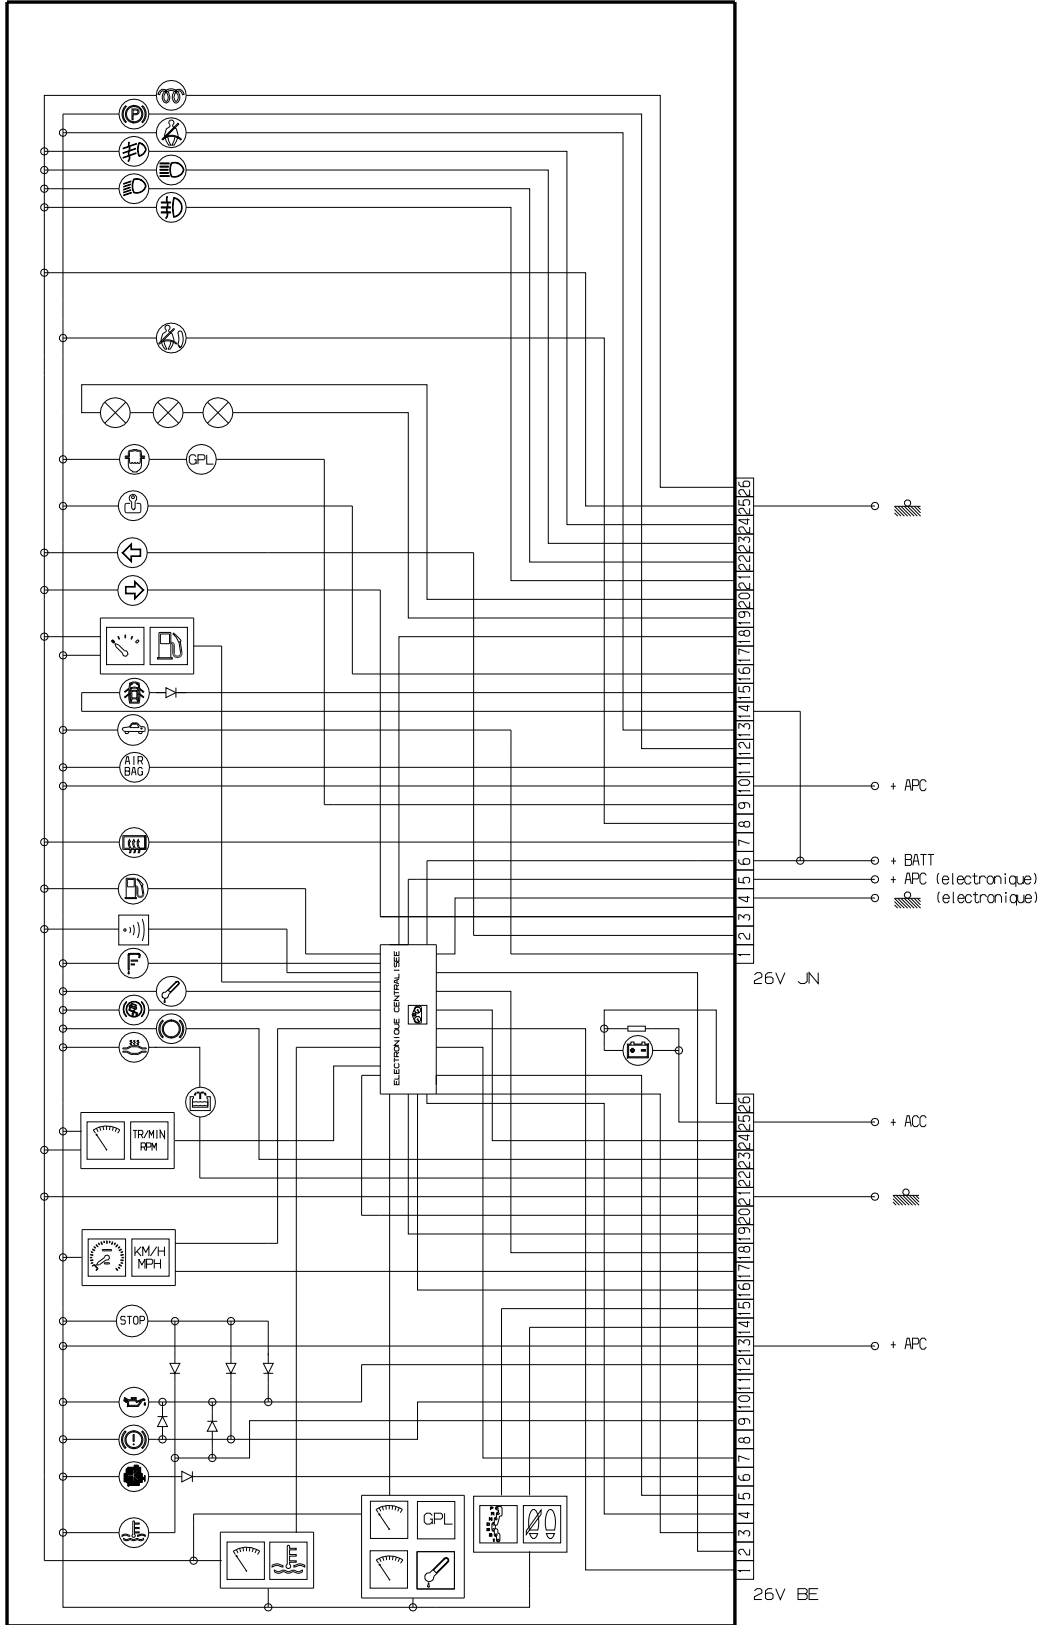 GPL
26
25
24
23
22
21
20
19
18
17
16
15
14
13
12
AIR
BAG
11
10
+ APC
9
8
7
6
+ BATT
5
+ APC (electronique)
4
(electronique)
3
2
1
26V JN
ELECTRONIQUE CENTRALISEE
26
25
+ ACC
24
TR/MIN
RPM
23
22
21
20
19
18
KM/H
MPH
17
16
15
STOP
14
13
+ APC
12
11
10
9
8
7
6
5
GPL
4
3
2
1
26V BE